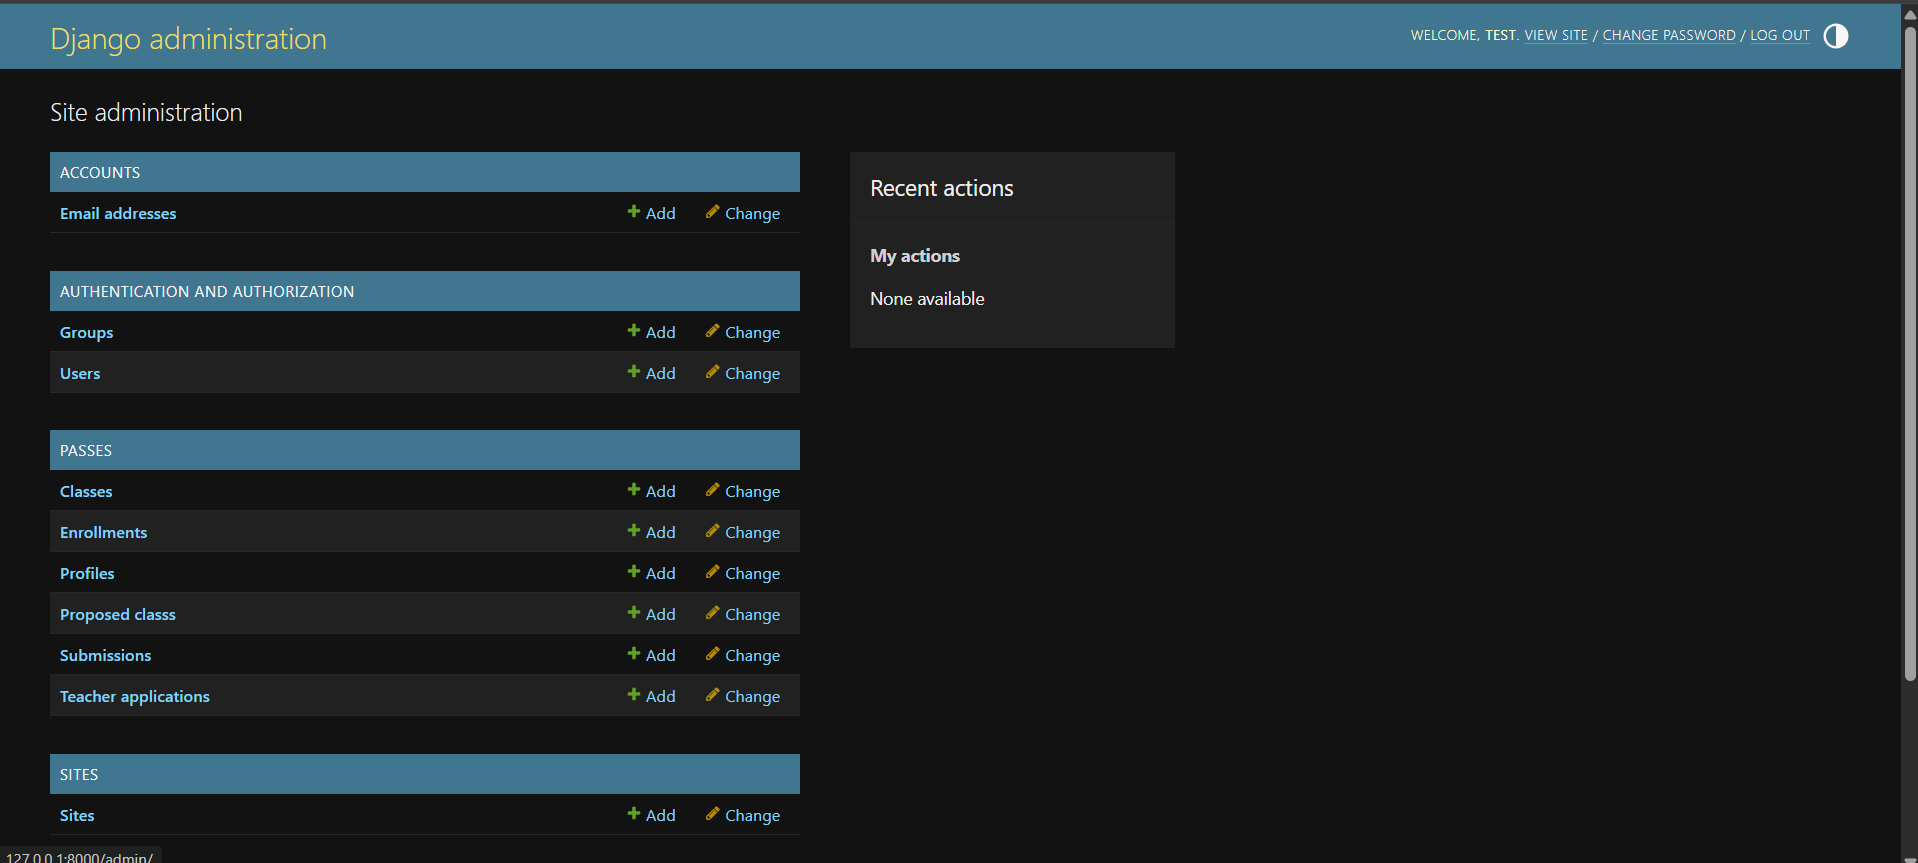 Django administration
WELCOME, TEST. VIEW SITE / CHANGE PASSWORD / LOG OUT
Site administration
ACCOUNTS
Email addresses Add Change
AUTHENTICATION AND AUTHORIZATION
Groups Add Change
Users Add Change
PASSES
Classes Add Change
Enrollments Add Change
Profiles Add Change
Proposed classs Add Change
Submissions Add Change
Teacher applications Add Change
SITES
Sites Add Change
Recent actions
My actions
None available
127.0.0.1:8000/admin/